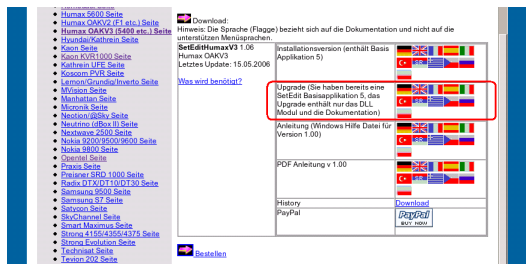 Humax 5600 Seite
Humax OAKV2 (F1 etc.) Seite
Humax OAKV3 (5400 etc.) Seite
Hyundai/Kathrein Seite
Kaon Seite
Kaon KVR1000 Seite
Kathrein UFE Seite
Koscom PVR Seite
Lemon/Grundig/Inverto Seite
MVision Seite
Manhattan Seite
Micronik Seite
Neotion/@Sky Seite
Neutrino (dBox II) Seite
Nextwave 2500 Seite
Nokia 9200/9500/9600 Seite
Nokia 9800 Seite
Opentel Seite
Praxis Seite
Preisner SRD 1000 Seite
Radix DTX/DT10/DT30 Seite
Samsung 9500 Seite
Samsung S7 Seite
Satycon Seite
SkyChannel Seite
Smart Maximus Seite
Strong 4155/4355/4375 Seite
Strong Evolution Seite
Technisat Seite
Tevion 202 Seite
Download:
Hinweis: Die Sprache (Flagge) bezieht sich auf die Dokumentation und nicht auf die
unterstützen Menüsprachen.
SetEditHumaxV3 1.06
Humax OAKV3
Letztes Update: 15.05.2006
Was wird benötigt?
Installationsversion (enthält Basis
Applikation 5)
Upgrade (Sie haben bereits eine
SetEdit Basisapplikation 5, das
Upgrade enthält nur das DLL
Modul und die Dokumentation)
Anleitung (Windows Hilfe Datei für
Version 1.00)
PDF Anleitung v 1.00
History
Download
PayPal
PayPal
BUY NOW
Bestellen